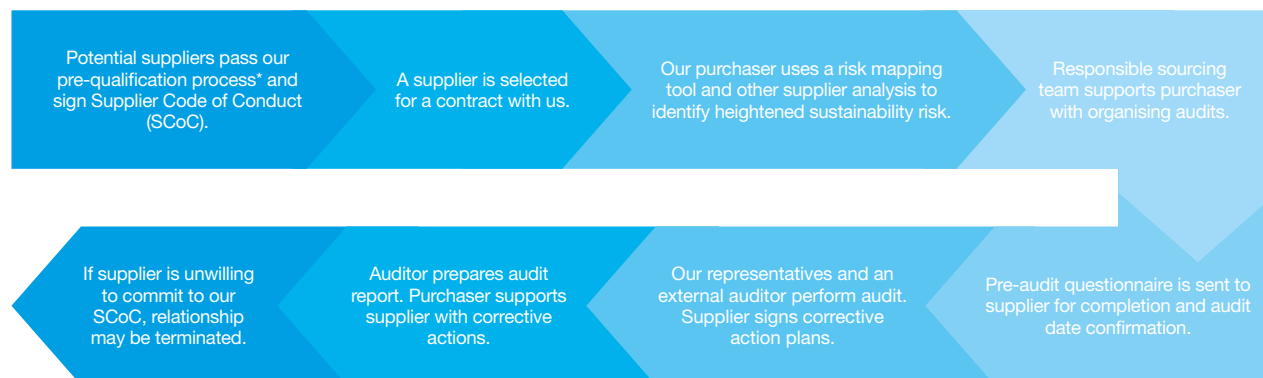 Potential suppliers pass our
pre-qualification process* and
sign Supplier Code of Conduct
(SCoC).
A supplier is selected
for a contract with us.
Our purchaser uses a risk mapping
tool and other supplier analysis to
identify heightened sustainability risk.
Responsible sourcing
team supports purchaser
with organising audits.
Pre-audit questionnaire is sent to
supplier for completion and audit
date confirmation.
Our representatives and an
external auditor perform audit.
Supplier signs corrective
action plans.
Auditor prepares audit
report. Purchaser supports
supplier with corrective
actions.
If supplier is unwilling
to commit to our
SCoC, relationship
may be terminated.